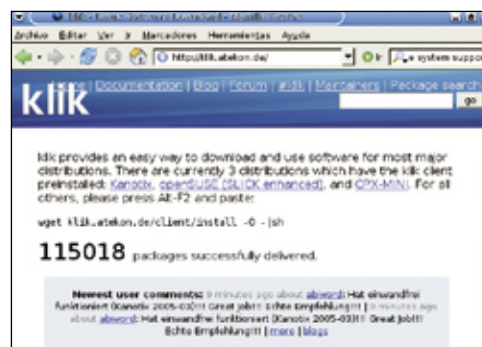 Archivo Editar Ver Ir Marcadores Herramientas Ayuda
http://klik.atekon.de/
Ir
e system suppor
Home | Documentation | Blog | Forum | #klik | Maintainers | Package search
klik
go
klik provides an easy way to download and use software for most major
distributions. There are currently 3 distributions which have the klik client
preinstalled: Kanotix, openSUSE (SLICK enhanced), and CPX-MINI. For all
others, please press Alt-F2 and paste:
wget klik.atekon.de/client/install -O -|sh
115018 packages successfully delivered.
Newest user comments: 9 minutes ago about abiword: Hat einwandfrei
funktioniert (Kanotix 2005-03)!!! Great job!! Echte Empfehlung!!! | 9 minutes ago
about abiword: Hat einwandfrei funktioniert (Kanotix 2005-03)!!! Great job!!!
Echte Empfehlung!!! | more | blogs